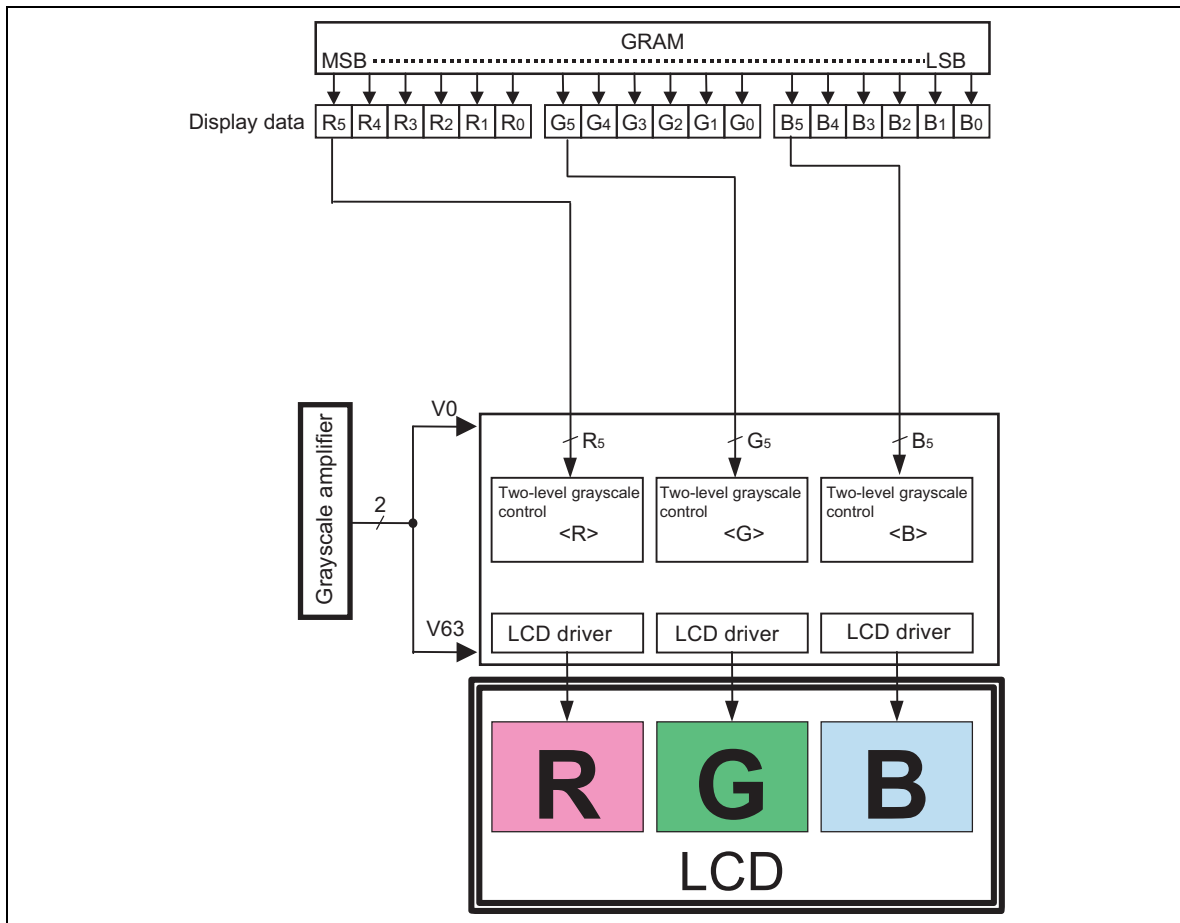 GRAM
MSB LSB
Display data R5 R4 R3 R2 R1 R0 G5 G4 G3 G2 G1 G0 B5 B4 B3 B2 B1 B0
Grayscale amplifier
2
V0
V63
R5 G5 B5
Two-level grayscale
control
<R>
Two-level grayscale
control
<G>
Two-level grayscale
control
<B>
LCD driver LCD driver LCD driver
R G B
LCD